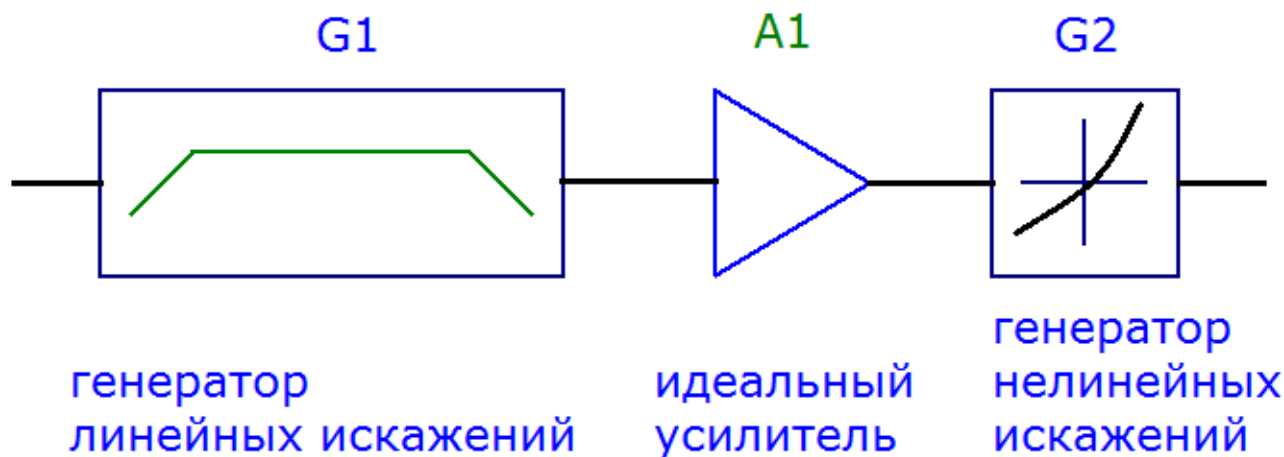 G1
A1
G2
генератор
линейных искажений
идеальный
усилитель
генератор
нелинейных
искажений